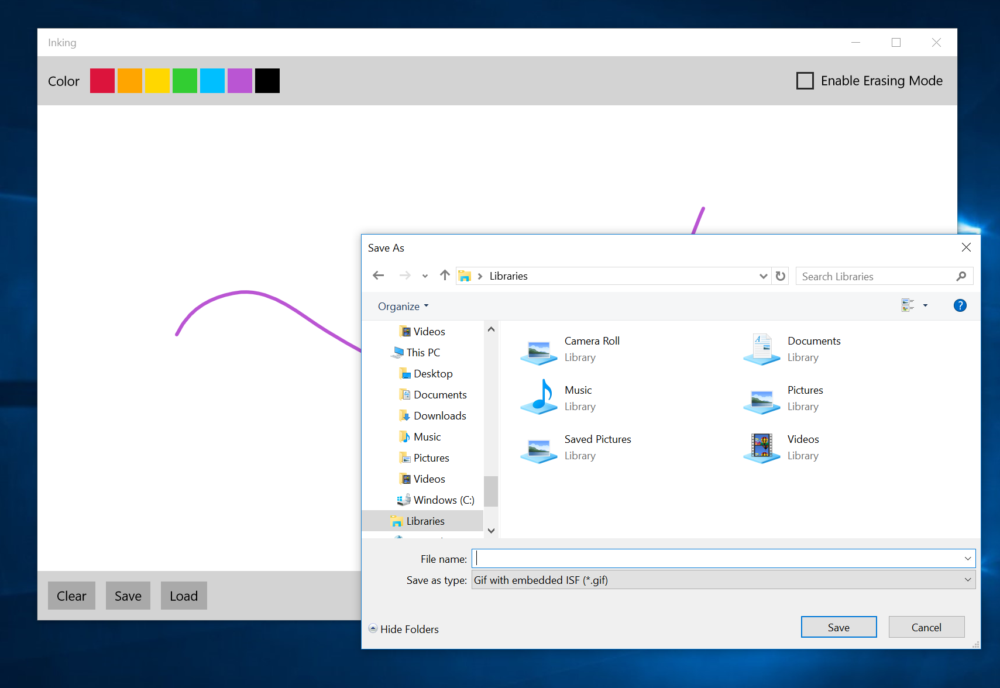 Inking
Color
Enable Erasing Mode
Save As
Libraries
Search Libraries
Organize
Videos
This PC
Desktop
Documents
Downloads
Music
Pictures
Videos
Windows (C:)
Libraries
Camera Roll
Library
Documents
Library
Music
Library
Pictures
Library
Saved Pictures
Library
Videos
Library
File name:
Save as type: Gif with embedded ISF (*.gif)
Hide Folders
Save
Cancel
Clear
Save
Load